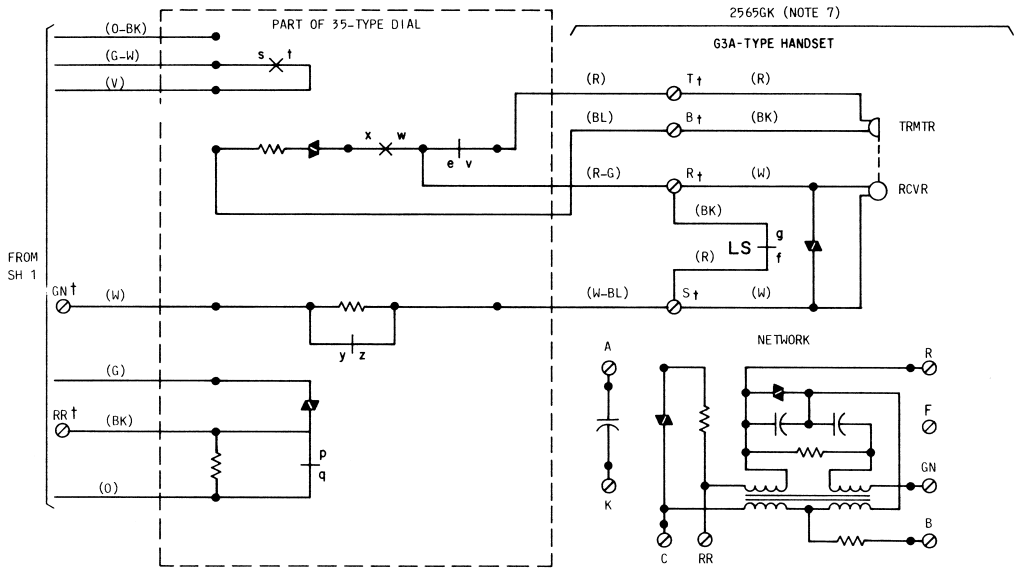 2565GK (NOTE 7)
PART OF 35-TYPE DIAL
G3A-TYPE HANDSET
(O-BK)
(G-W)
s t
(V)
(R)
T†
(R)
(BL)
B†
(BK)
TRMTR
x w
e v
(R-G)
R†
(W)
RCVR
(BK)
g
LS
f
(R)
FROM
SH 1
GN†
(W)
(W-BL)
S†
(W)
y z
NETWORK
A
R
(G)
RR†
(BK)
F
p
q
GN
(O)
K
B
C
RR